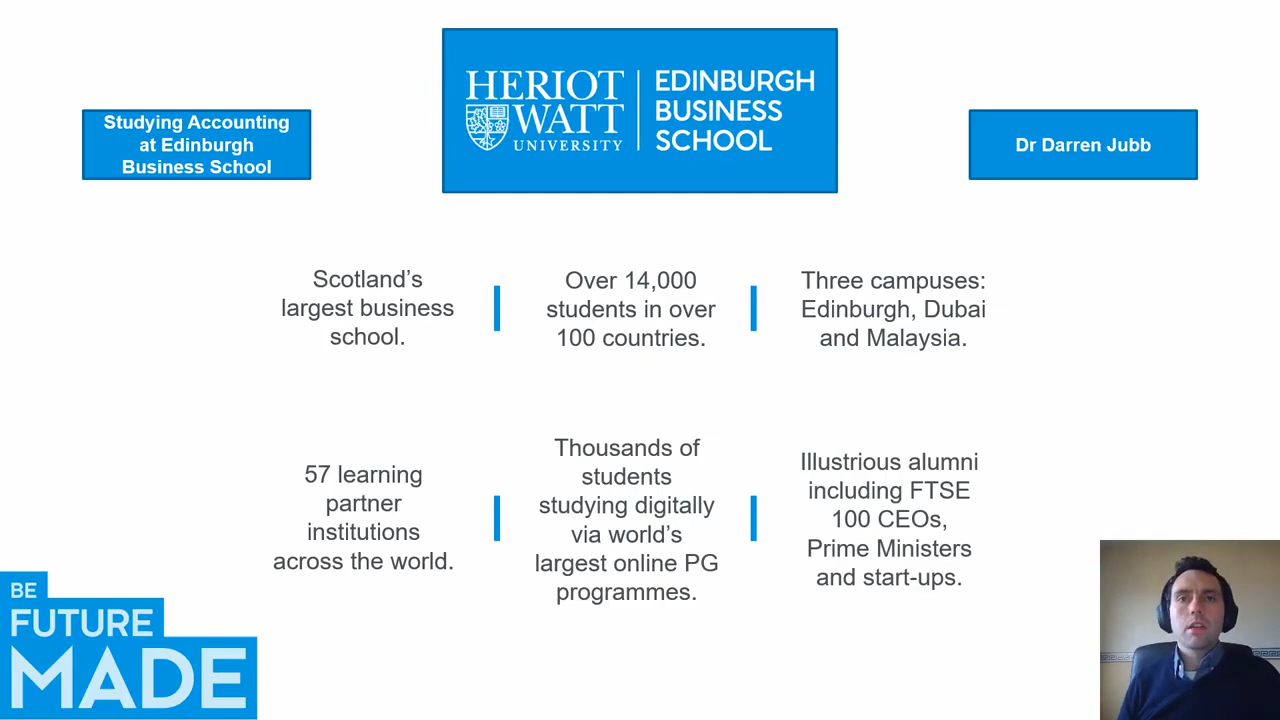 HERIOT
WATT
UNIVERSITY
EDINBURGH
BUSINESS
SCHOOL
Studying Accounting
at Edinburgh
Business School
Dr Darren Jubb
Scotland’s
largest business
school.
Over 14,000
students in over
100 countries.
Three campuses:
Edinburgh, Dubai
and Malaysia.
57 learning
partner
institutions
across the world.
Thousands of
students
studying digitally
via world’s
largest online PG
programmes.
Illustrious alumni
including FTSE
100 CEOs,
Prime Ministers
and start-ups.
BE
FUTURE
MADE